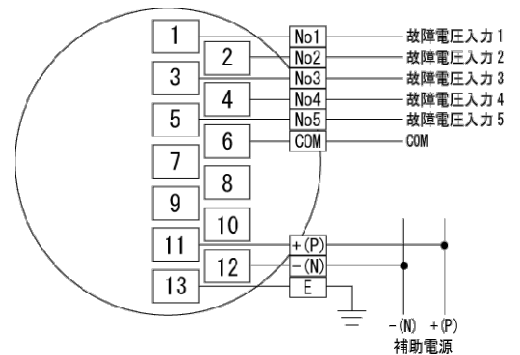 1 No1 故障電圧入力1
2 No2 故障電圧入力2
3 No3 故障電圧入力3
4 No4 故障電圧入力4
5 No5 故障電圧入力5
6 COM COM
7
8
9
10
11 +(P)
12 -(N)
13 E
-(N) +(P)
補助電源